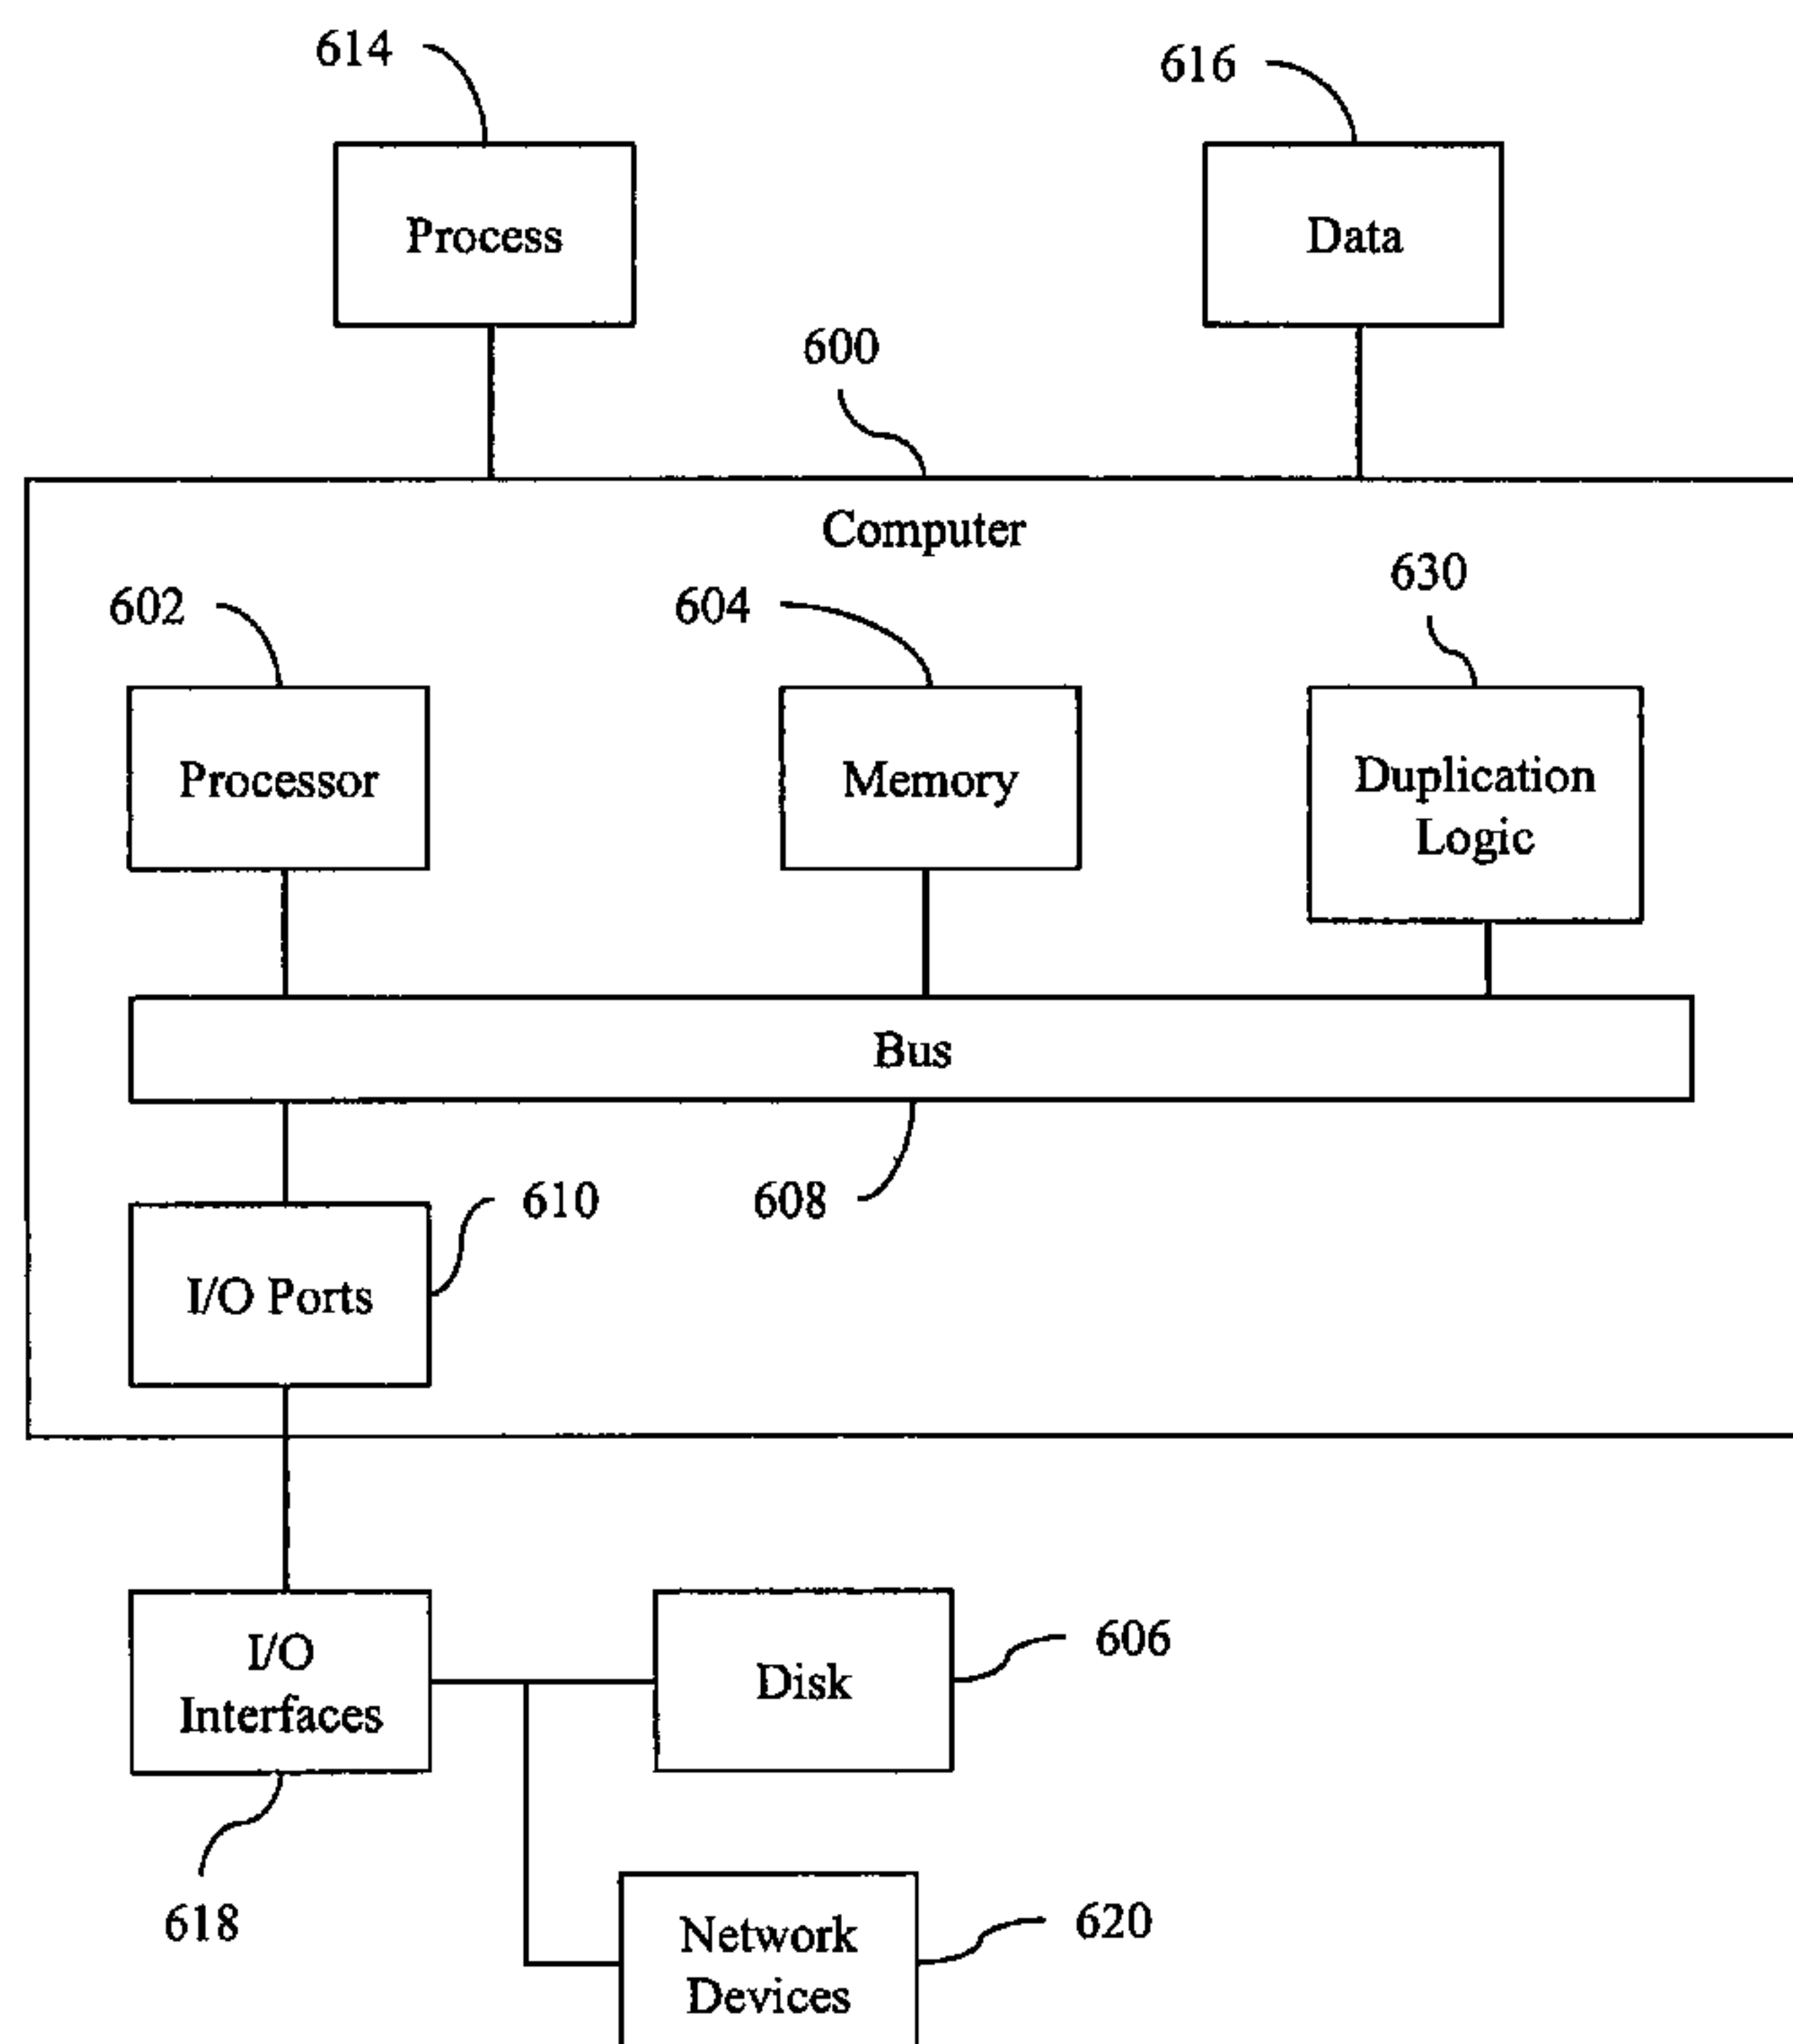 614
616
Process
Data
600
Computer
630
602
604
Processor
Memory
Duplication
Logic
Bus
610
608
I/O Ports
I/O
Interfaces
Disk
606
618
Network
Devices
620